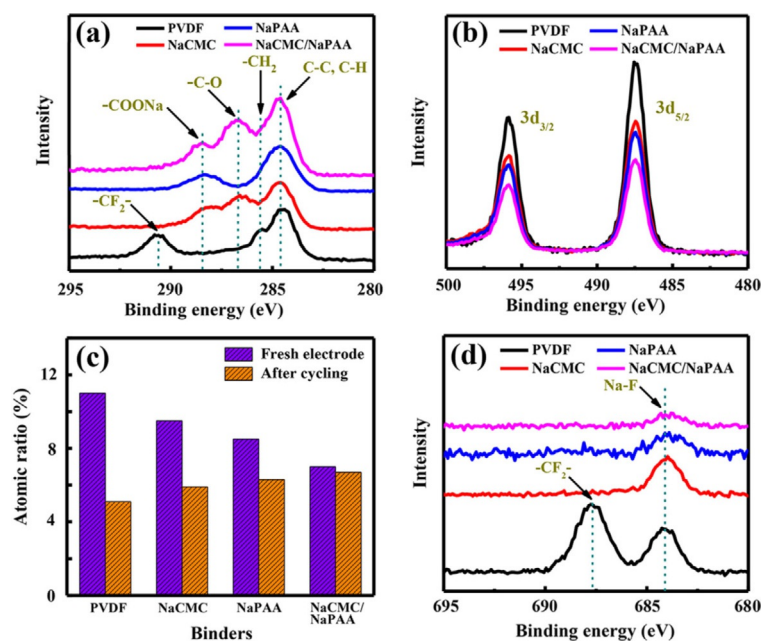 (a)
PVDF
NaPAA
NaCMC
NaCMC/NaPAA
-CH₂
C-C, C-H
-C-O
-COONa
-CF₂-
Intensity
295
290
285
280
Binding energy (eV)
(b)
PVDF
NaPAA
NaCMC
NaCMC/NaPAA
3d₃/₂
3d₅/₂
Intensity
500
495
490
485
480
Binding energy (eV)
(c)
Fresh electrode
After cycling
Atomic ratio (%)
12
8
4
0
PVDF
NaCMC
NaPAA
NaCMC/
NaPAA
Binders
(d)
PVDF
NaPAA
NaCMC
NaCMC/NaPAA
Na-F
-CF₂-
Intensity
695
690
685
680
Binding energy (eV)